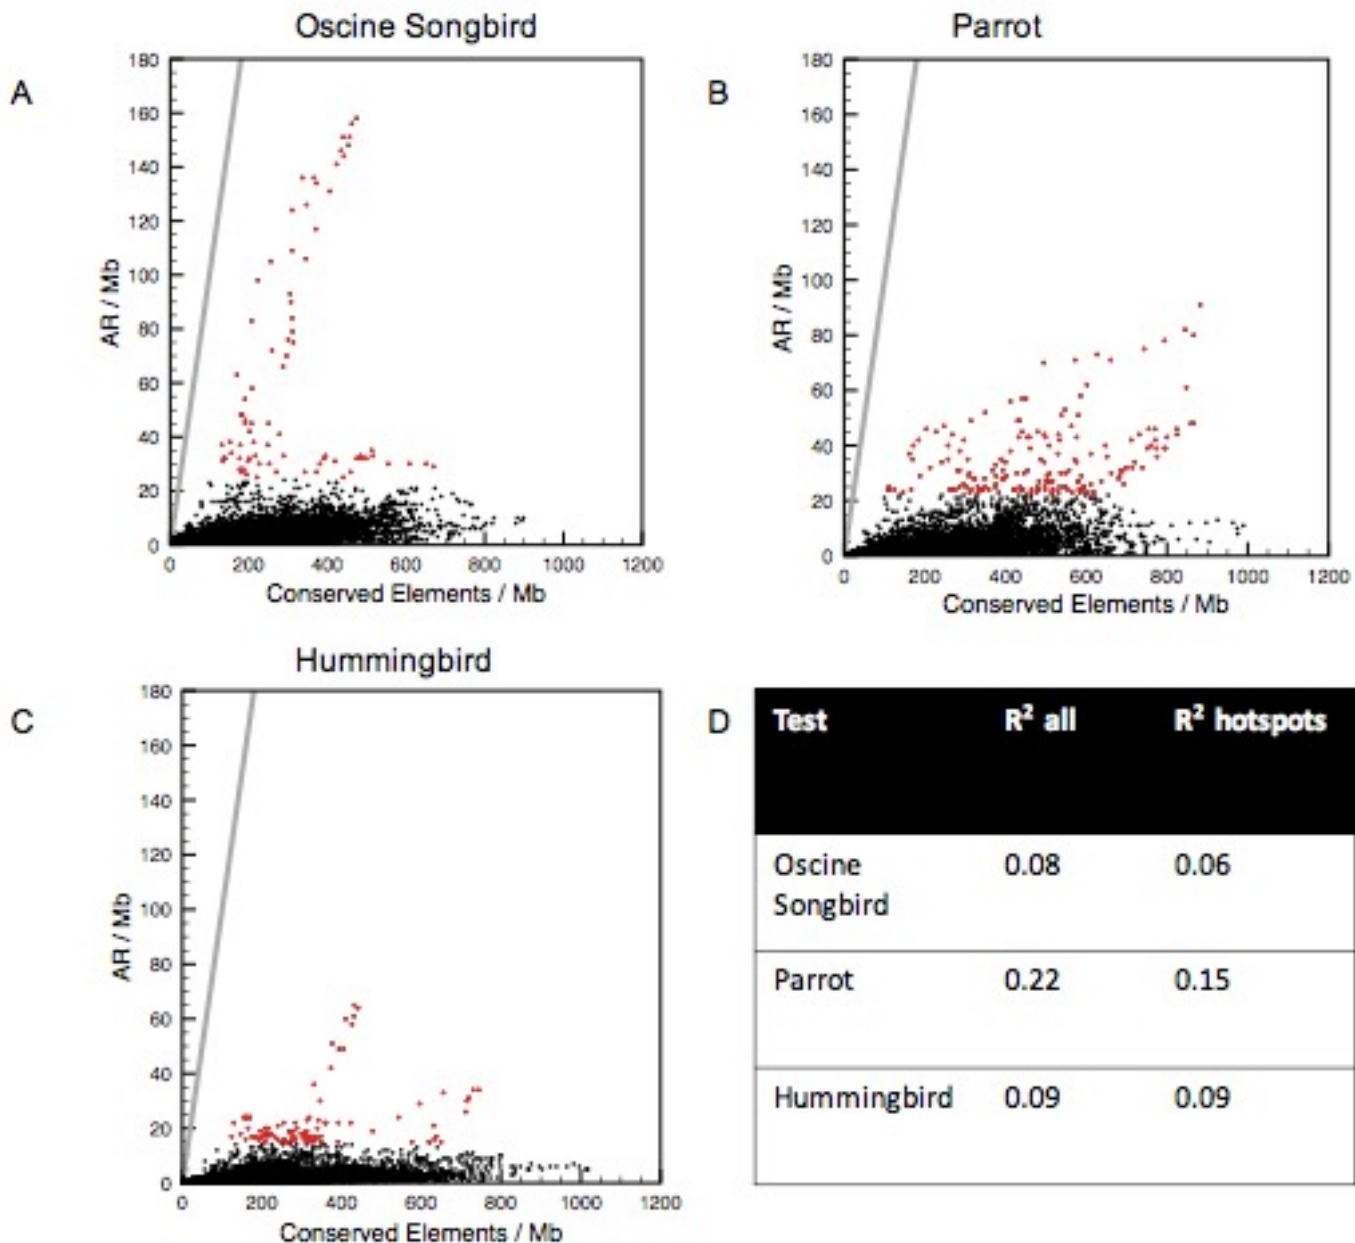 Oscine Songbird
A
180
160
140
120
100
80
60
40
20
0
AR / Mb
0 200 400 600 800 1000 1200
Conserved Elements / Mb
Parrot
B
180
160
140
120
100
80
60
40
20
0
AR / Mb
0 200 400 600 800 1000 1200
Conserved Elements / Mb
Hummingbird
C
180
160
140
120
100
80
60
40
20
0
AR / Mb
0 200 400 600 800 1000 1200
Conserved Elements / Mb
D
Test R² all R² hotspots
Oscine 0.08 0.06
Songbird
Parrot 0.22 0.15
Hummingbird 0.09 0.09